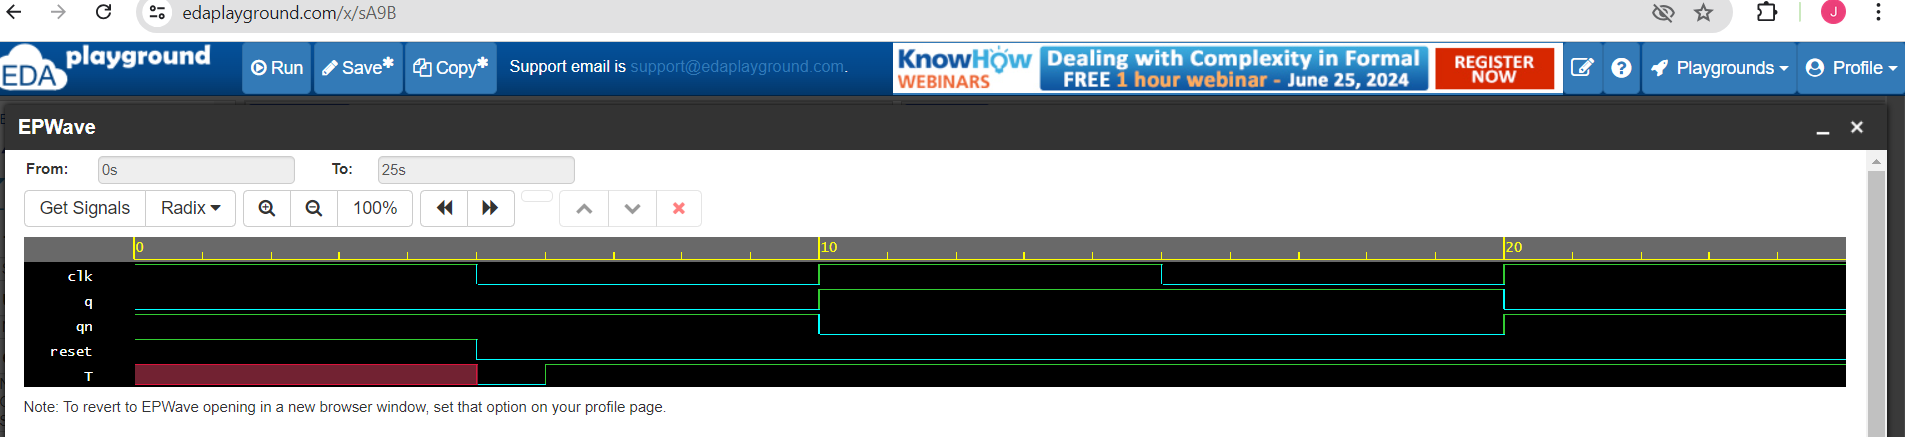 edaplayground.com/x/sA9B
J
EDA playground
Run
Save*
Copy*
Support email is support@edaplayground.com.
KnowHow WEBINARS
Dealing with Complexity in Formal
FREE 1 hour webinar - June 25, 2024
REGISTER NOW
Playgrounds
Profile
EPWave
From: 0s To: 25s
Get Signals Radix 100%
0 10 20
clk
q
qn
reset
T
Note: To revert to EPWave opening in a new browser window, set that option on your profile page.